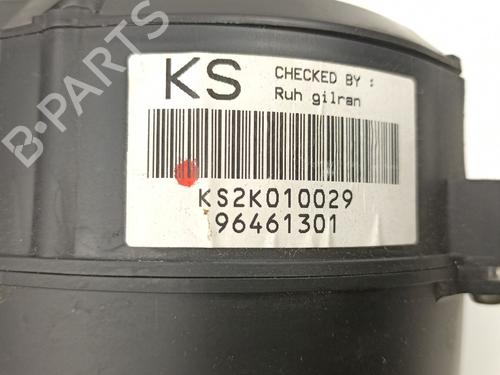 KS
CHECKED BY :
Ruh gilran
KS2K010029
96461301
B-PARTS